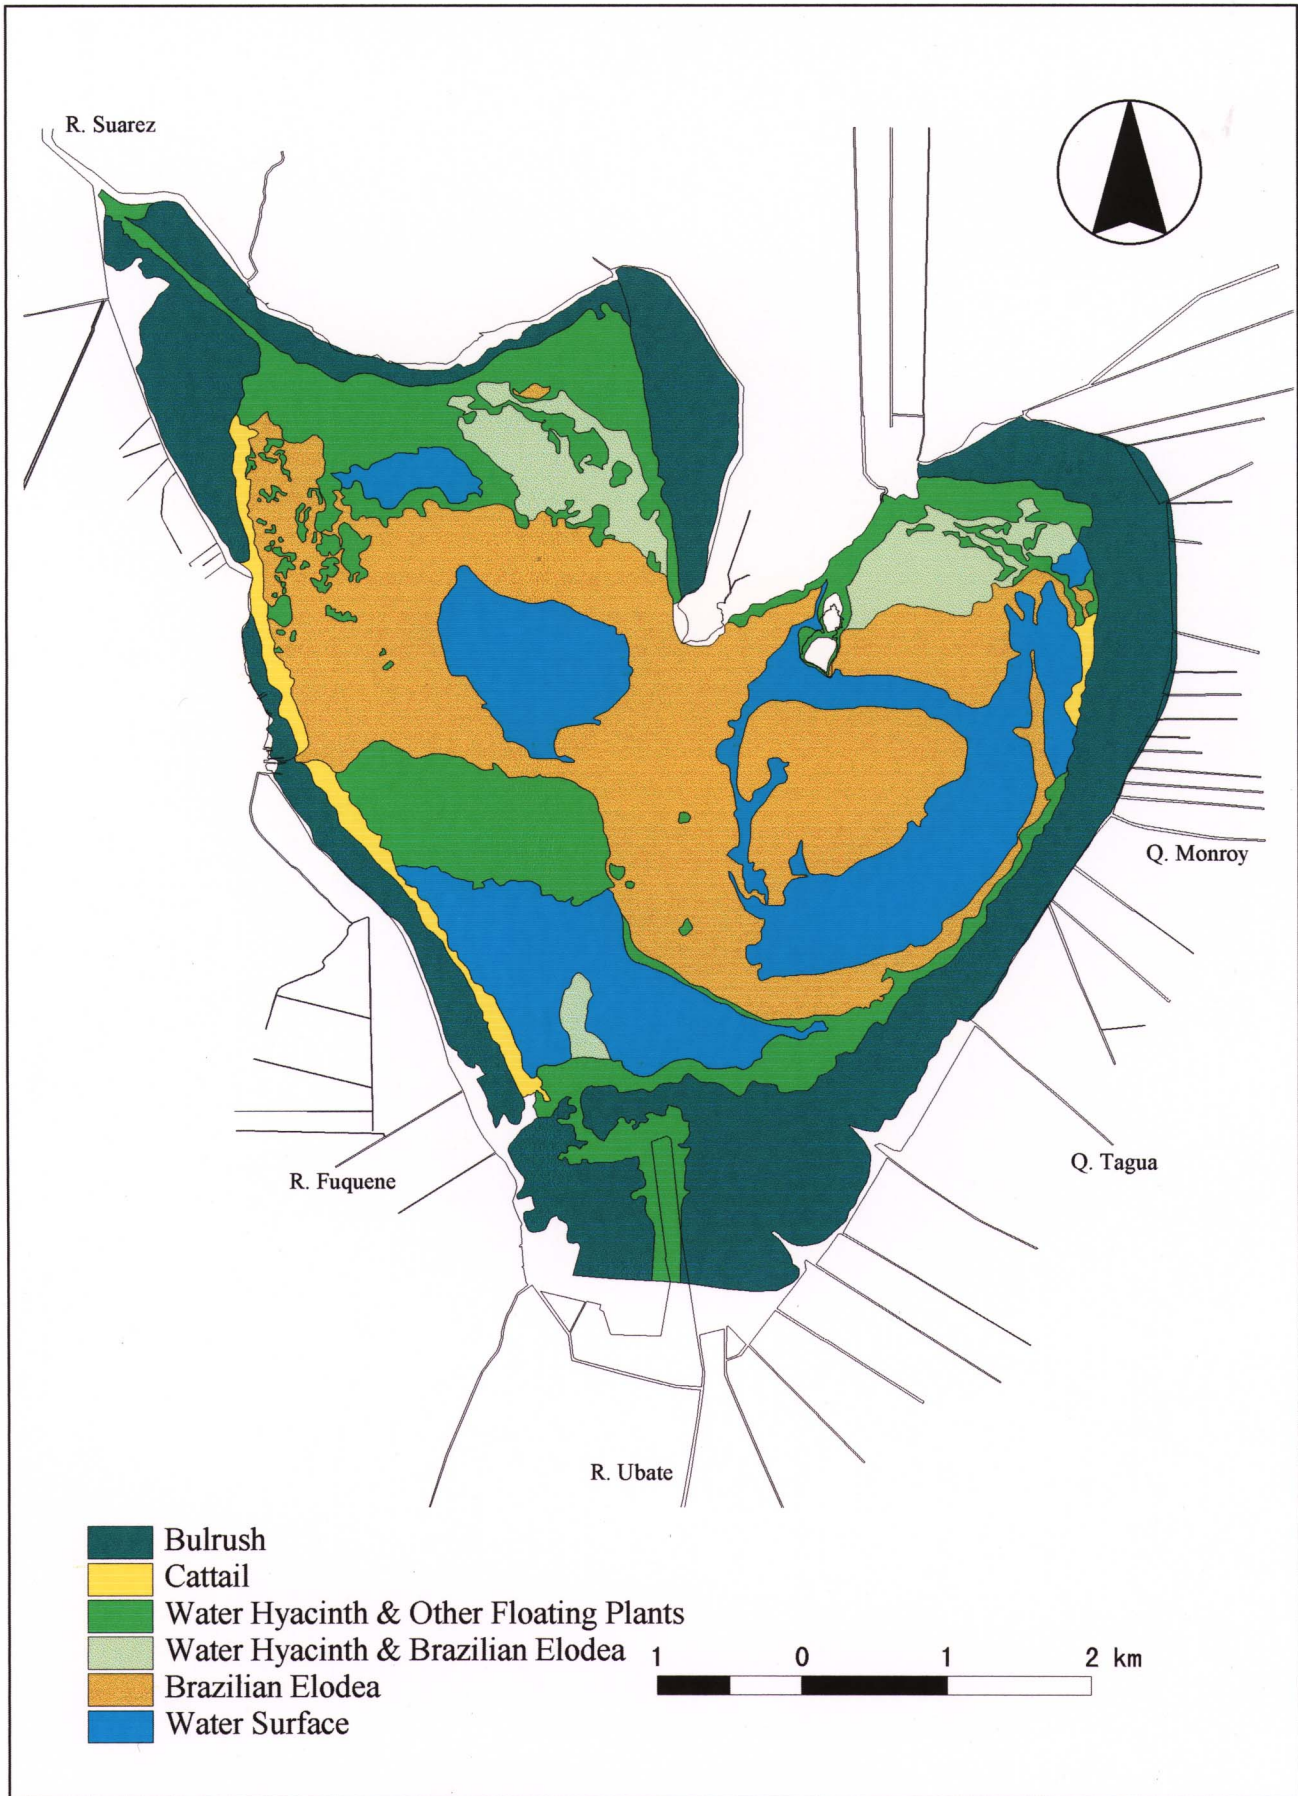 R. Suarez
Q. Monroy
Q. Tagua
R. Fuquene
R. Ubate
Bulrush
Cattail
Water Hyacinth & Other Floating Plants
Water Hyacinth & Brazilian Elodea
Brazilian Elodea
Water Surface
1 0 1 2 km